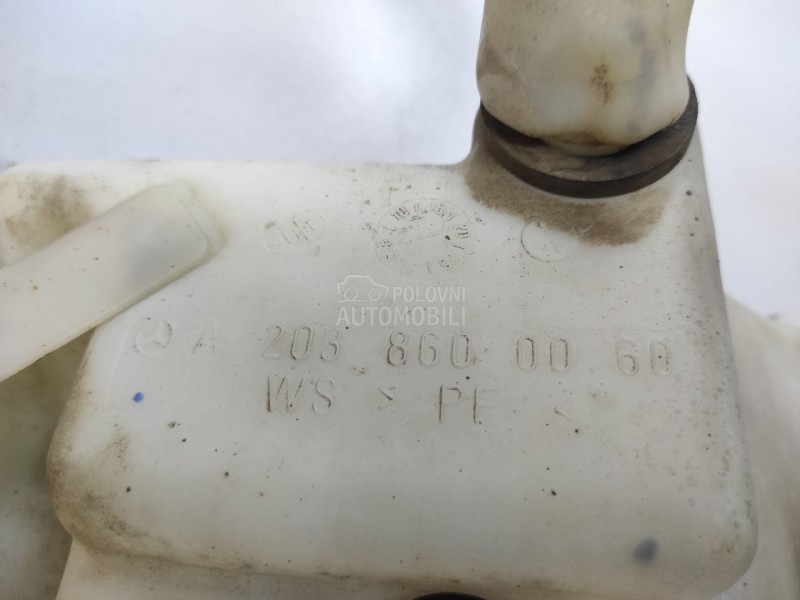 POLOVNI
AUTOMOBILI
A 203 860 00 60
WS > PE <